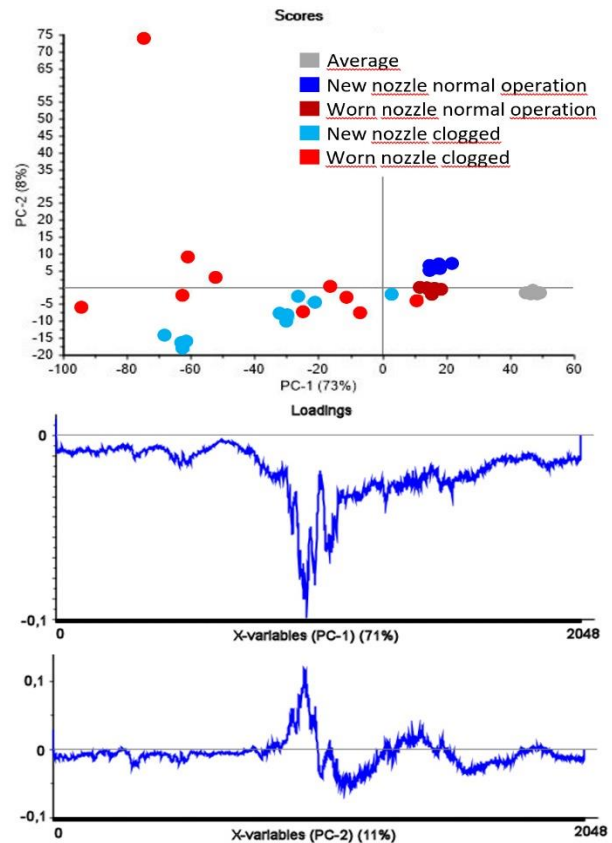 Scores
75
70
65
55
50
45
40
35
25
20
15
10
5
-5
-10
-15
-20
PC-2 (8%)
Average
New nozzle normal operation
Worn nozzle normal operation
New nozzle clogged
Worn nozzle clogged
-100 -80 -60 -40 -20 0 20 40 60
PC-1 (73%)
Loadings
0
-0,1
0 2048
X-variables (PC-1) (71%)
0,1
0
-0,1
0 2048
X-variables (PC-2) (11%)